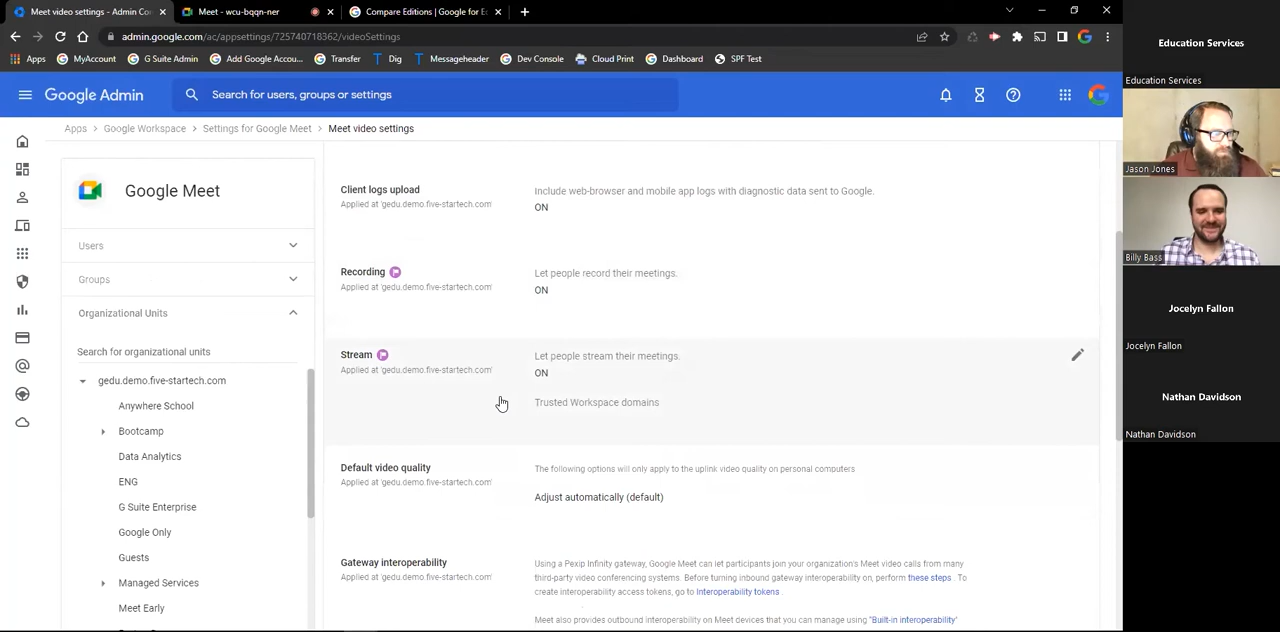 Meet video settings - Admin Co
Meet - wcu-bqqn-ner
Compare Editions | Google for Ec
admin.google.com/ac/appsettings/725740718362/videoSettings
Apps MyAccount G Suite Admin Add Google Accou... Transfer Dig Messageheader Dev Console Cloud Print Dashboard SPF Test
Google Admin
Search for users, groups or settings
Apps > Google Workspace > Settings for Google Meet > Meet video settings
Google Meet
Users
Groups
Organizational Units
Search for organizational units
gedu.demo.five-startech.com
Anywhere School
Bootcamp
Data Analytics
ENG
G Suite Enterprise
Google Only
Guests
Managed Services
Meet Early
Client logs upload
Applied at 'gedu.demo.five-startech.com'
Include web-browser and mobile app logs with diagnostic data sent to Google.
ON
Recording
Applied at 'gedu.demo.five-startech.com'
Let people record their meetings.
ON
Stream
Applied at 'gedu.demo.five-startech.com'
Let people stream their meetings.
ON
Trusted Workspace domains
Default video quality
Applied at 'gedu.demo.five-startech.com'
The following options will only apply to the uplink video quality on personal computers
Adjust automatically (default)
Gateway interoperability
Applied at 'gedu.demo.five-startech.com'
Using a Pexip Infinity gateway, Google Meet can let participants join your organization's Meet video calls from many
third-party video conferencing systems. Before turning inbound gateway interoperability on, perform these steps . To
create interoperability access tokens, go to Interoperability tokens .
Meet also provides outbound interoperability on Meet devices that you can manage using "Built-in interoperability"
Education Services
Education Services
Jason Jones
Billy Bass
Jocelyn Fallon
Jocelyn Fallon
Nathan Davidson
Nathan Davidson